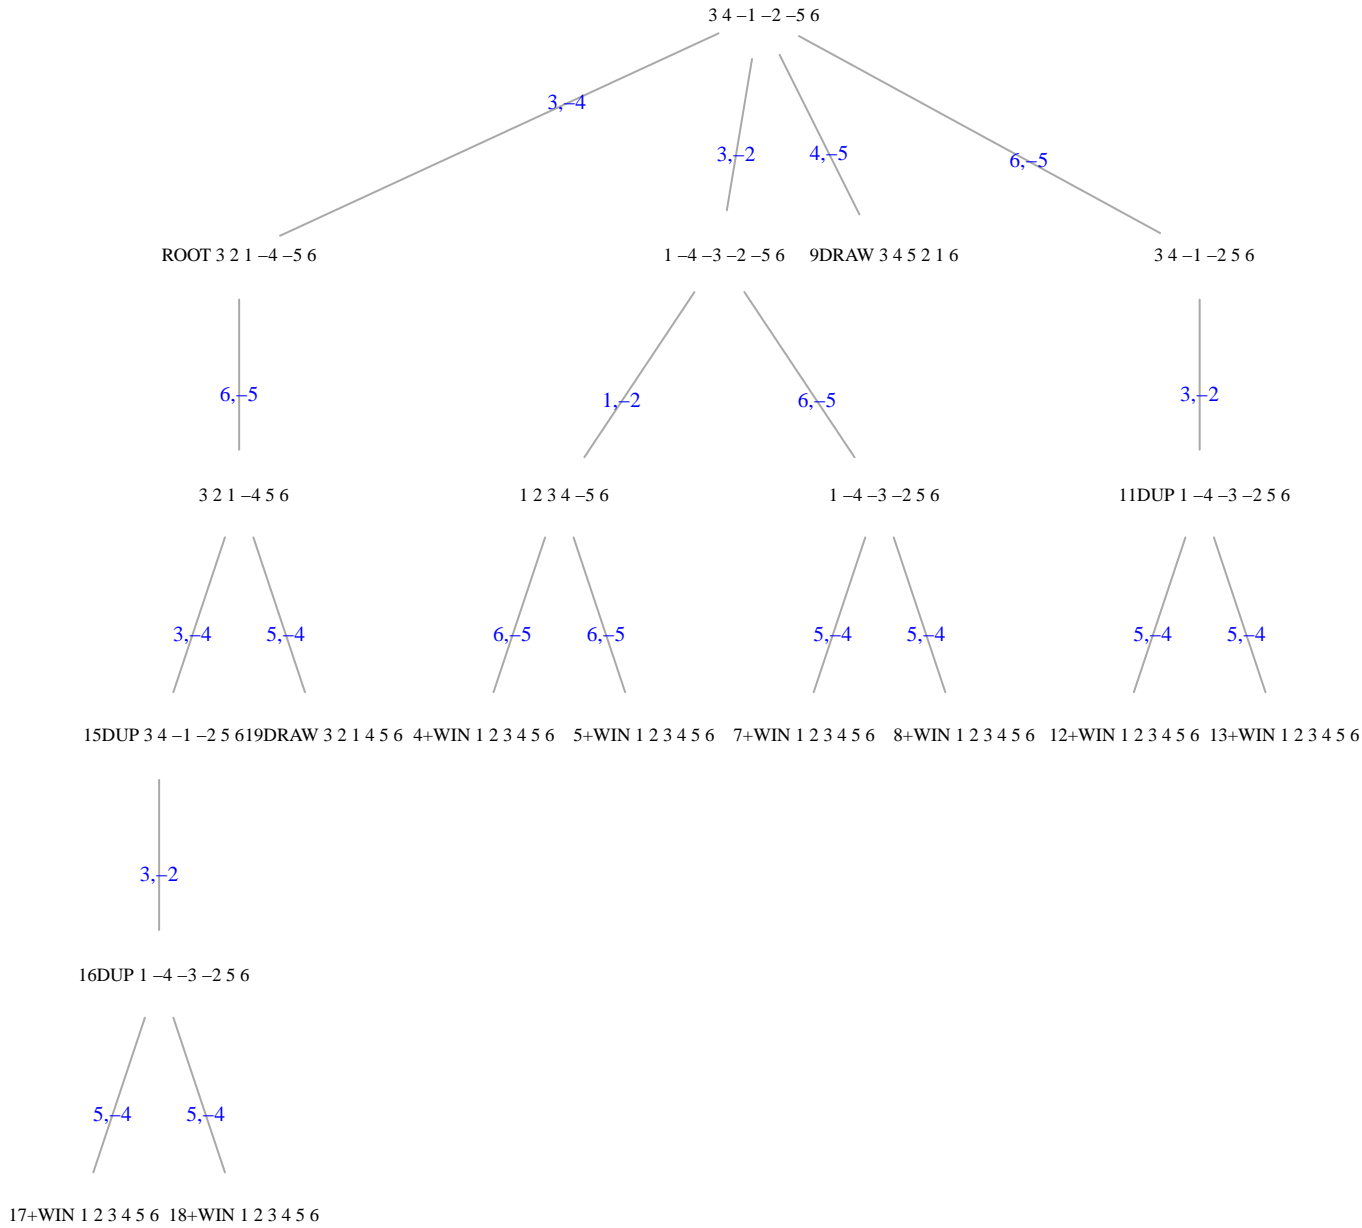 3 4 –1 –2 –5 6
3,–4
3,–2
4,–5
6,–5
ROOT 3 2 1 –4 –5 6
1 –4 –3 –2 –5 6
9DRAW 3 4 5 2 1 6
3 4 –1 –2 5 6
6,–5
1,–2
6,–5
3,–2
3 2 1 –4 5 6
1 2 3 4 –5 6
1 –4 –3 –2 5 6
11DUP 1 –4 –3 –2 5 6
3,–4
5,–4
6,–5
6,–5
5,–4
5,–4
5,–4
5,–4
15DUP 3 4 –1 –2 5 6
19DRAW 3 2 1 4 5 6
4+WIN 1 2 3 4 5 6
5+WIN 1 2 3 4 5 6
7+WIN 1 2 3 4 5 6
8+WIN 1 2 3 4 5 6
12+WIN 1 2 3 4 5 6
13+WIN 1 2 3 4 5 6
3,–2
16DUP 1 –4 –3 –2 5 6
5,–4
5,–4
17+WIN 1 2 3 4 5 6
18+WIN 1 2 3 4 5 6